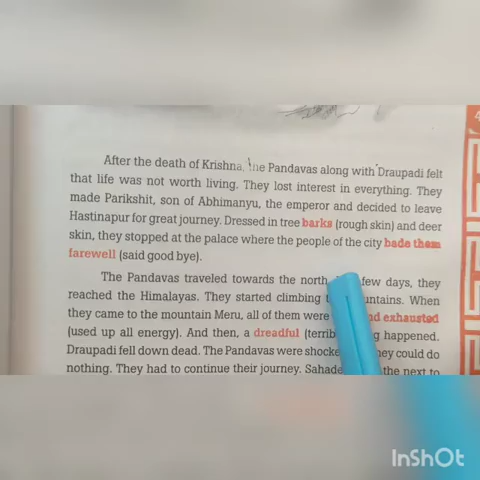 After the death of Krishna, the Pandavas along with Draupadi felt
that life was not worth living. They lost interest in everything. They
made Parikshit, son of Abhimanyu, the emperor and decided to leave
Hastinapur for great journey. Dressed in tree barks (rough skin) and deer
skin, they stopped at the palace where the people of the city bade them
farewell (said good bye).
The Pandavas traveled towards the north. few days, they
reached the Himalayas. They started climbing When
they came to the mountain Meru, all of them were exhausted
(used up all energy). And then, a dreadful happened.
Draupadi fell down dead. The Pandavas were could do
nothing. They had to continue their journey. the next to
InShOt